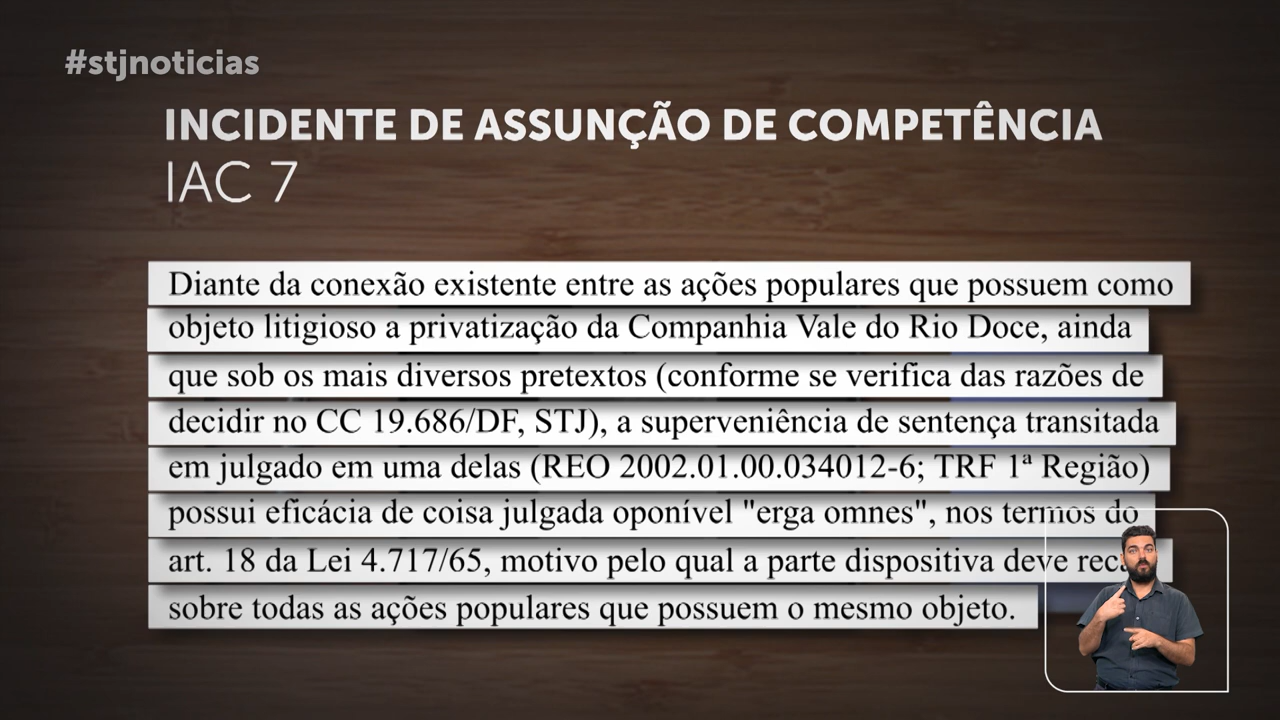 #stjnoticias
INCIDENTE DE ASSUNÇÃO DE COMPETÊNCIA
IAC 7
Diante da conexão existente entre as ações populares que possuem como
objeto litigioso a privatização da Companhia Vale do Rio Doce, ainda
que sob os mais diversos pretextos (conforme se verifica das razões de
decidir no CC 19.686/DF, STJ), a superveniência de sentença transitada
em julgado em uma delas (REO 2002.01.00.034012-6; TRF 1ª Região)
possui eficácia de coisa julgada oponível "erga omnes", nos termos do
art. 18 da Lei 4.717/65, motivo pelo qual a parte dispositiva deve
sobre todas as ações populares que possuem o mesmo objeto.